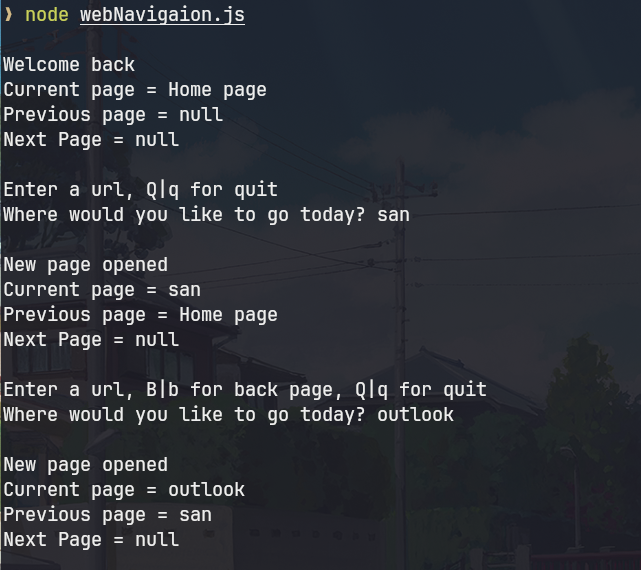 ❱ node webNavigaion.js
Welcome back
Current page = Home page
Previous page = null
Next Page = null
Enter a url, Q|q for quit
Where would you like to go today? san
New page opened
Current page = san
Previous page = Home page
Next Page = null
Enter a url, B|b for back page, Q|q for quit
Where would you like to go today? outlook
New page opened
Current page = outlook
Previous page = san
Next Page = null